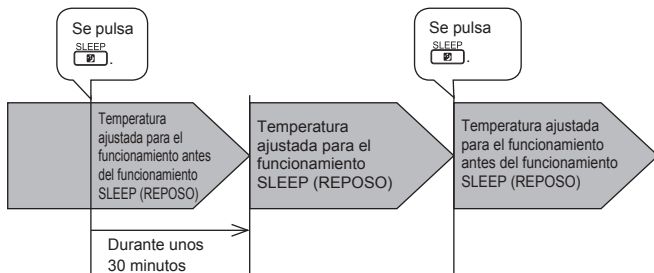 Se pulsa
SLEEP
.
Se pulsa
SLEEP
.
Temperatura
ajustada para el
funcionamiento antes
del funcionamiento
SLEEP (REPOSO)
Temperatura
ajustada para el
funcionamiento
SLEEP (REPOSO)
Temperatura ajustada
para el funcionamiento
antes del funcionamiento
SLEEP (REPOSO)
Durante unos
30 minutos